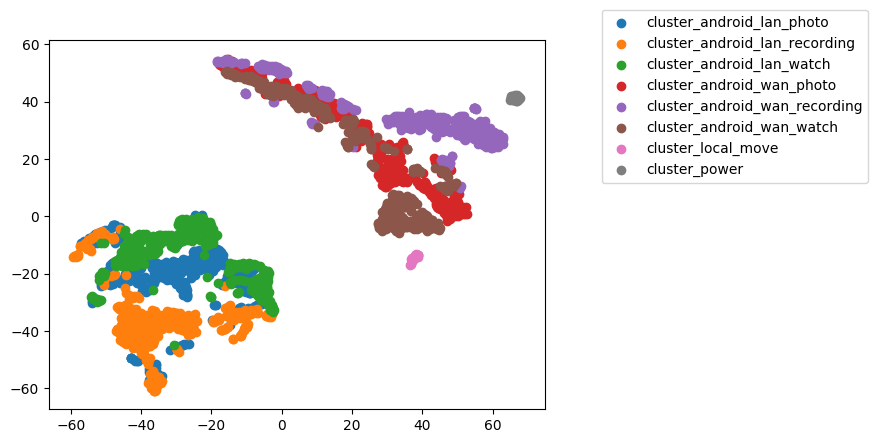 cluster_android_lan_photo
cluster_android_lan_recording
cluster_android_lan_watch
cluster_android_wan_photo
cluster_android_wan_recording
cluster_android_wan_watch
cluster_local_move
cluster_power
60
40
20
0
−20
−40
−60
−60 −40 −20 0 20 40 60